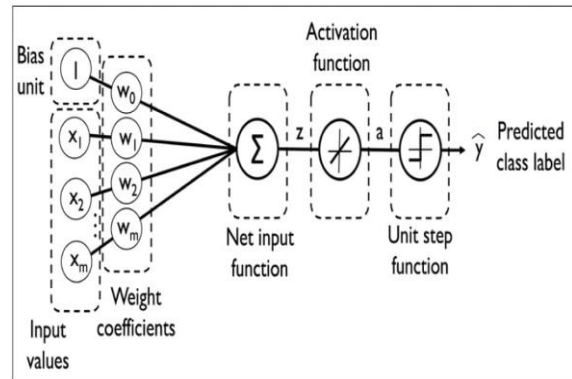 Activation
function
Bias
unit
1
w0
x1
w1
x2
w2
⋮
wm
xm
Σ
z
a
ŷ
Predicted
class label
Net input
function
Unit step
function
Weight
coefficients
Input
values